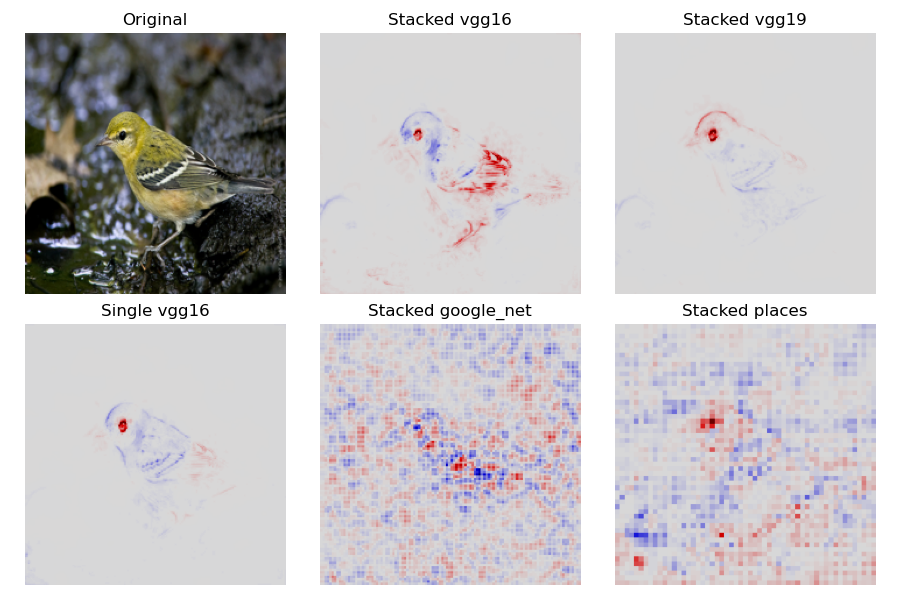 Original
Stacked vgg16
Stacked vgg19
Single vgg16
Stacked google_net
Stacked places